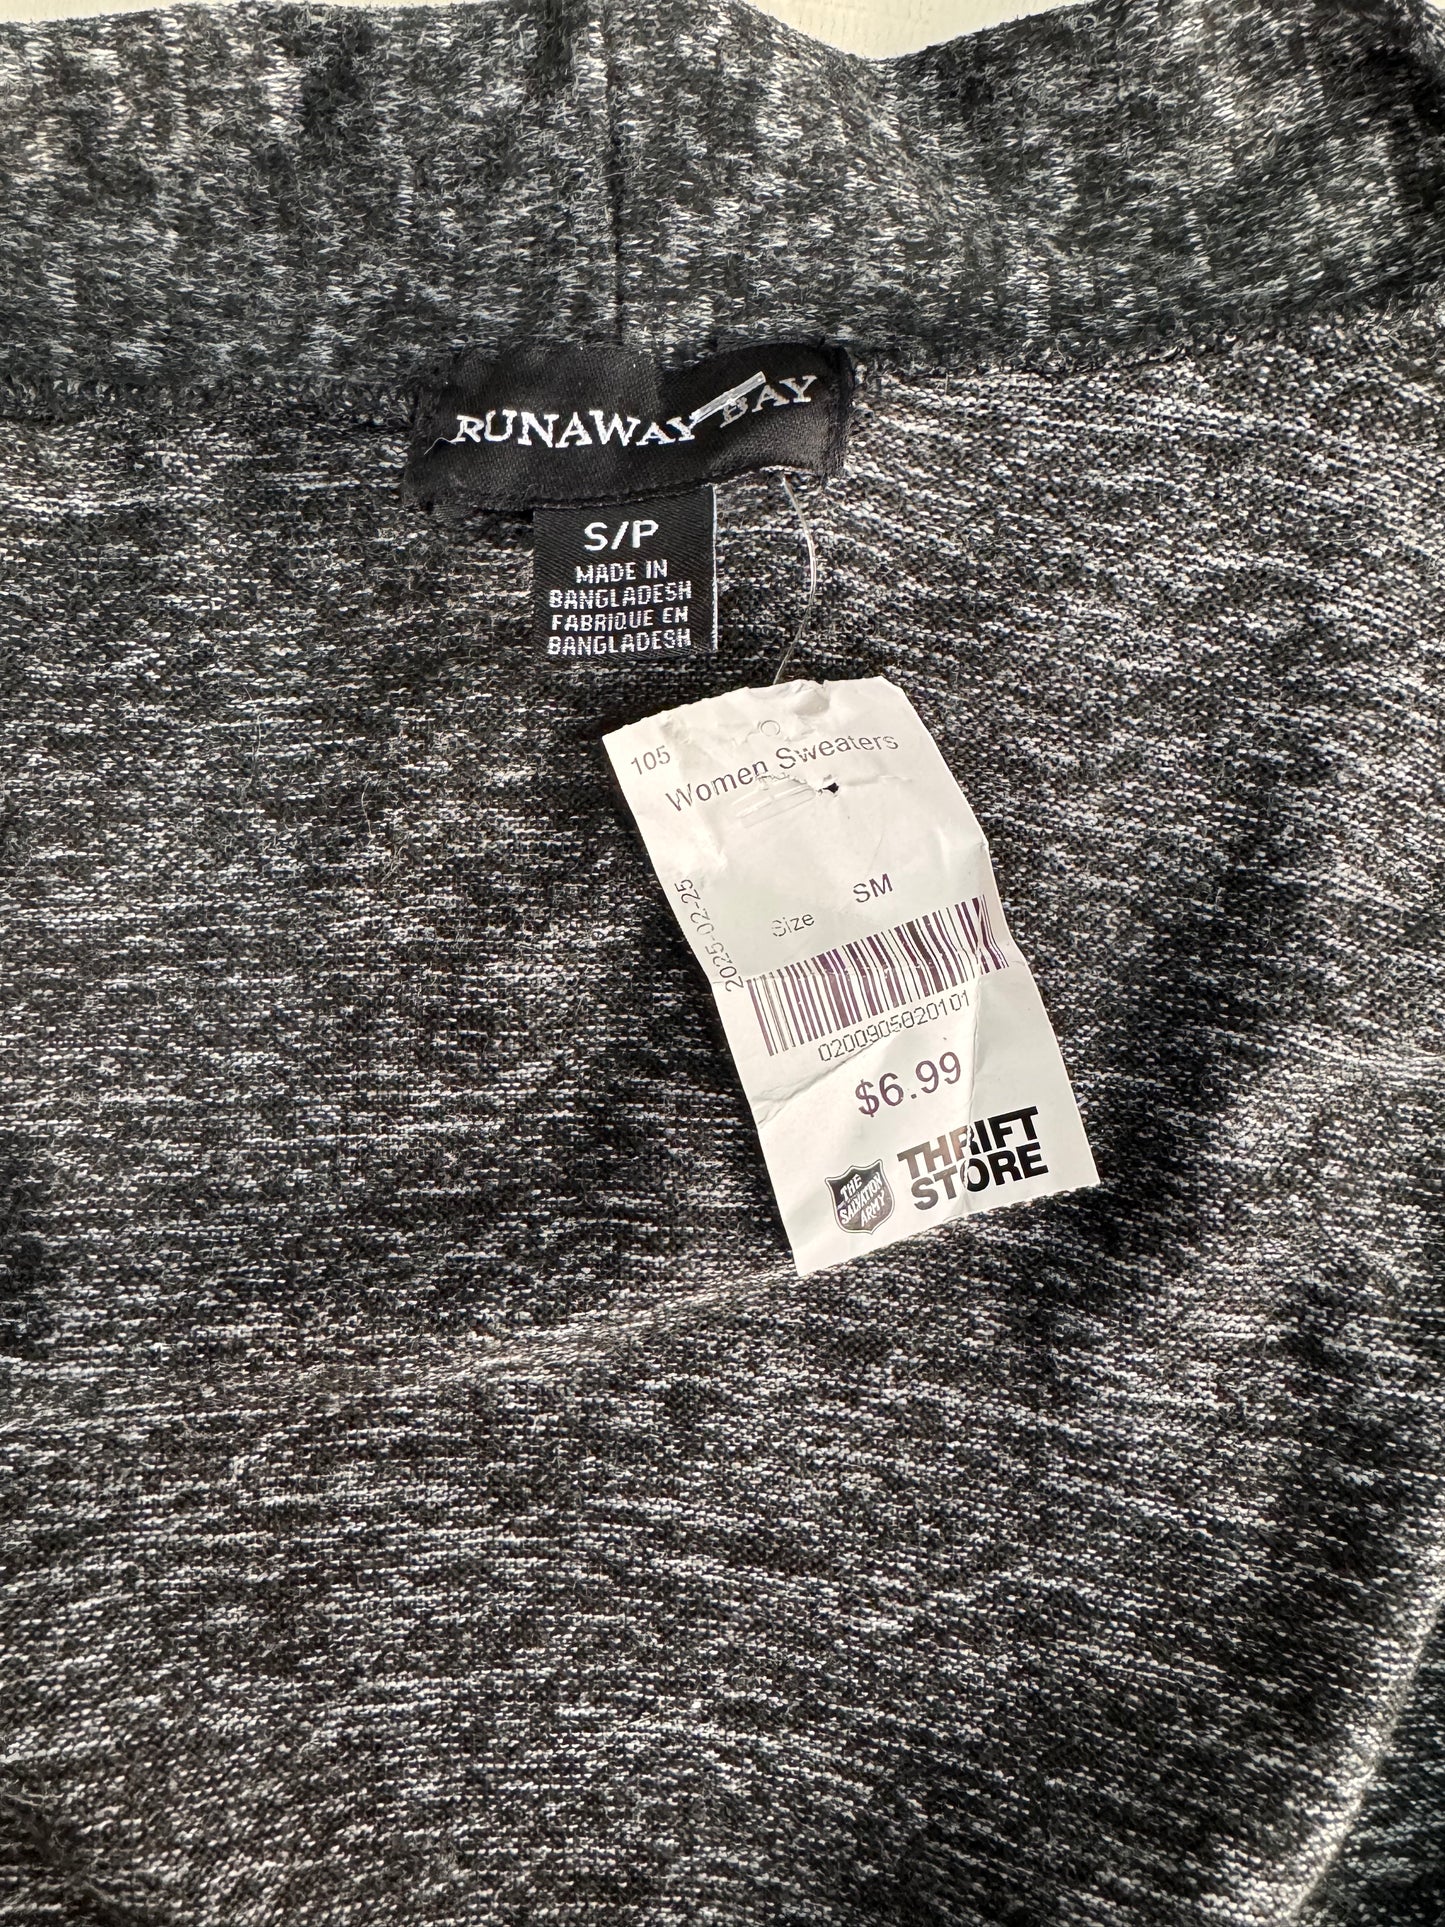 RUNAWAY BAY
S/P
MADE IN
BANGLADESH
FABRIQUE EN
BANGLADESH
105
Women Sweaters
2025-02-25
Size SM
0200905020101
$6.99
THE
SALVATION
ARMY
THRIFT
STORE